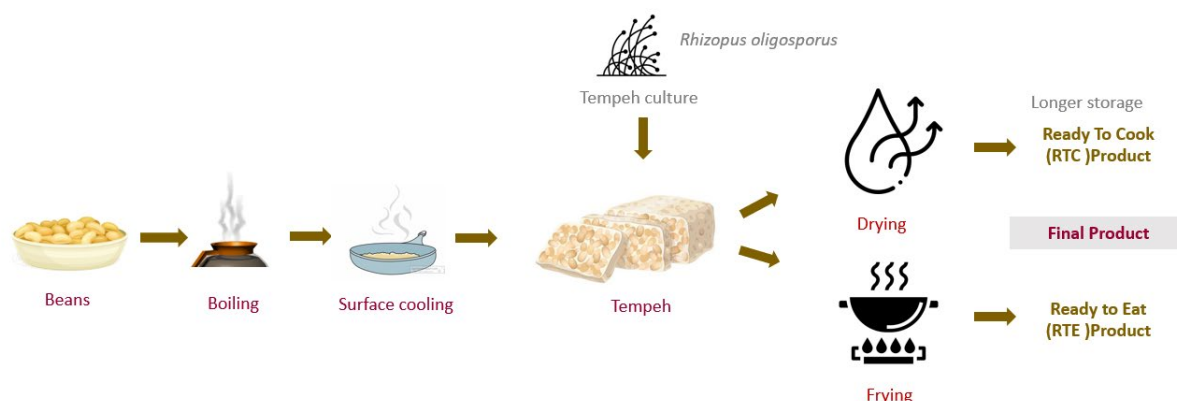 Rhizopus oligosporus
Tempeh culture
Longer storage
Ready To Cook
(RTC )Product
Drying
Final Product
Beans
Boiling
Surface cooling
Tempeh
Ready to Eat
(RTE )Product
Frying